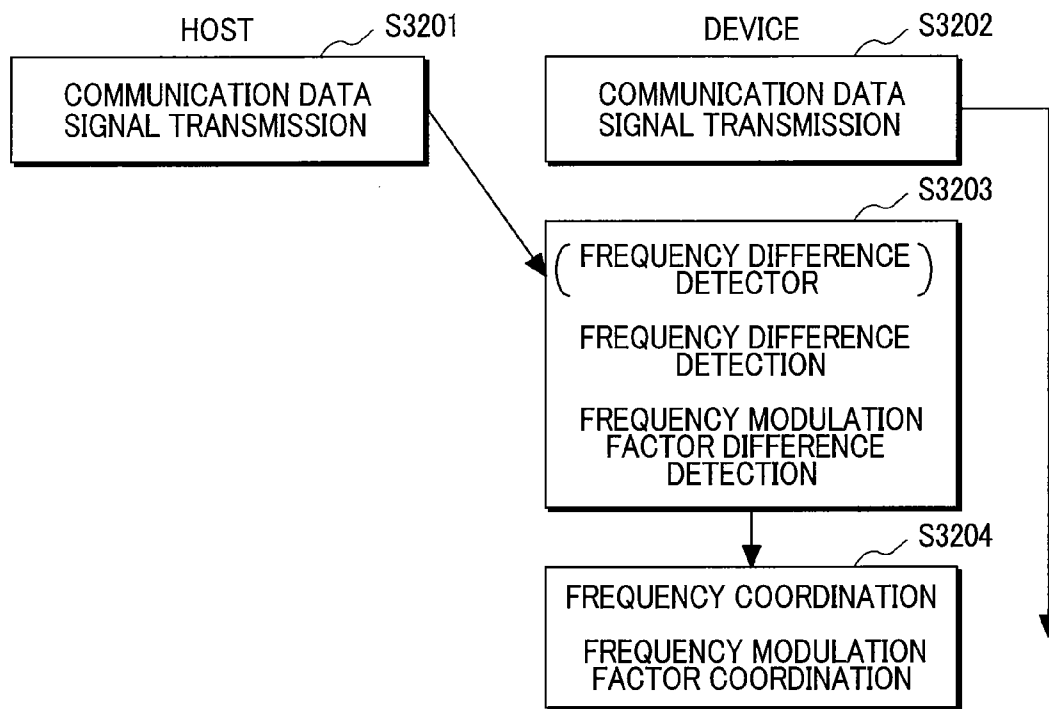 HOST
S3201
DEVICE
S3202
COMMUNICATION DATA
SIGNAL TRANSMISSION
COMMUNICATION DATA
SIGNAL TRANSMISSION
S3203
(FREQUENCY DIFFERENCE
DETECTOR)
FREQUENCY DIFFERENCE
DETECTION
FREQUENCY MODULATION
FACTOR DIFFERENCE
DETECTION
S3204
FREQUENCY COORDINATION
FREQUENCY MODULATION
FACTOR COORDINATION